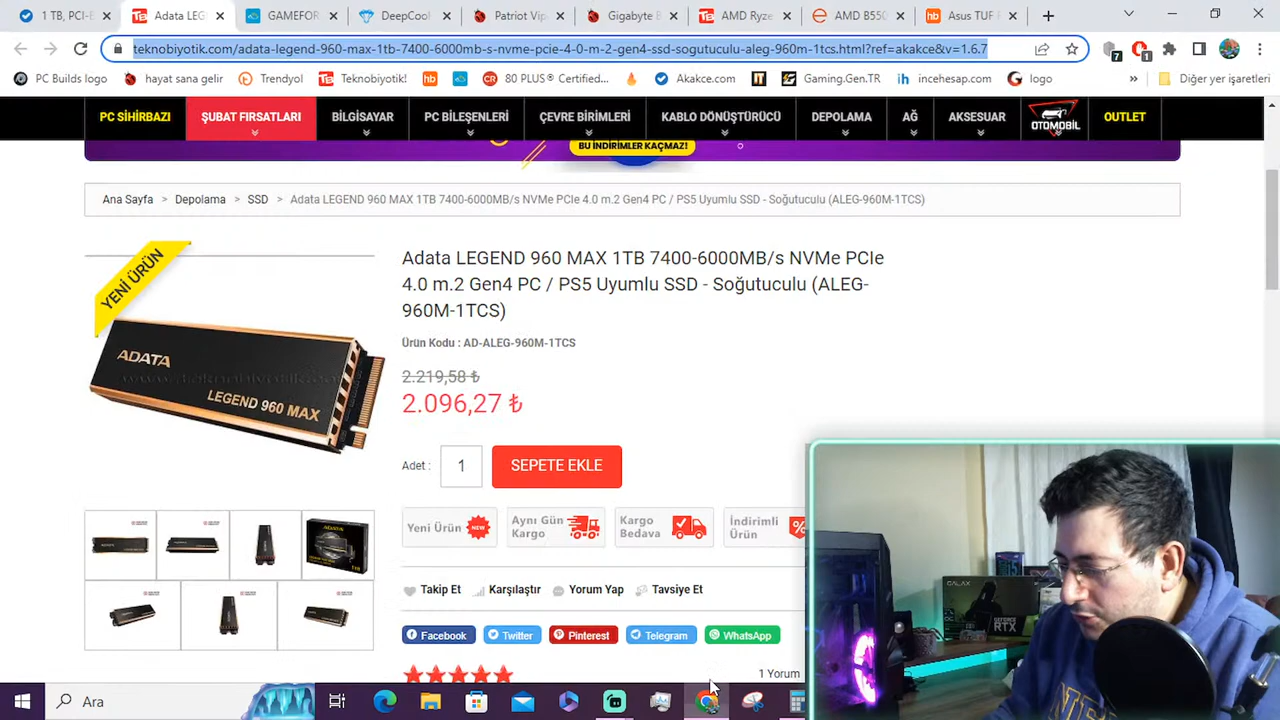 1 TB, PCI-E
Adata LEG
GAMEFOR
DeepCool
Patriot Vip
Gigabyte B
AMD Ryze
AMD B550
Asus TUF
teknobiyotik.com/adata-legend-960-max-1tb-7400-6000mb-s-nvme-pcie-4-0-m-2-gen4-ssd-sogutuculu-aleg-960m-1tcs.html?ref=akakce&v=1.6.7
7
1
PC Builds logo
hayat sana gelir
Trendyol
Teknobiyotik!
hb
80 PLUS® Certified...
Akakce.com
Gaming.Gen.TR
incehesap.com
logo
»
Diğer yer işaretleri
PC SİHİRBAZI
ŞUBAT FIRSATLARI
BİLGİSAYAR
PC BİLEŞENLERİ
ÇEVRE BİRİMLERİ
KABLO DÖNÜŞTÜRÜCÜ
DEPOLAMA
AĞ
AKSESUAR
OTOMOBİL
OUTLET
BU İNDİRİMLER KAÇMAZ!
Ana Sayfa > Depolama > SSD > Adata LEGEND 960 MAX 1TB 7400-6000MB/s NVMe PCIe 4.0 m.2 Gen4 PC / PS5 Uyumlu SSD - Soğutuculu (ALEG-960M-1TCS)
YENİ ÜRÜN
ADATA
LEGEND 960 MAX
Adata LEGEND 960 MAX 1TB 7400-6000MB/s NVMe PCIe
4.0 m.2 Gen4 PC / PS5 Uyumlu SSD - Soğutuculu (ALEG-
960M-1TCS)
Ürün Kodu : AD-ALEG-960M-1TCS
2.219,58 ₺
2.096,27 ₺
Adet :
1
SEPETE EKLE
Yeni Ürün
NEW
Aynı Gün
Kargo
Kargo
Bedava
İndirimli
Ürün
%
Takip Et
Karşılaştır
Yorum Yap
Tavsiye Et
Facebook
Twitter
Pinterest
Telegram
WhatsApp
1 Yorum
Ara
GALAX
GEFORCE
RTX